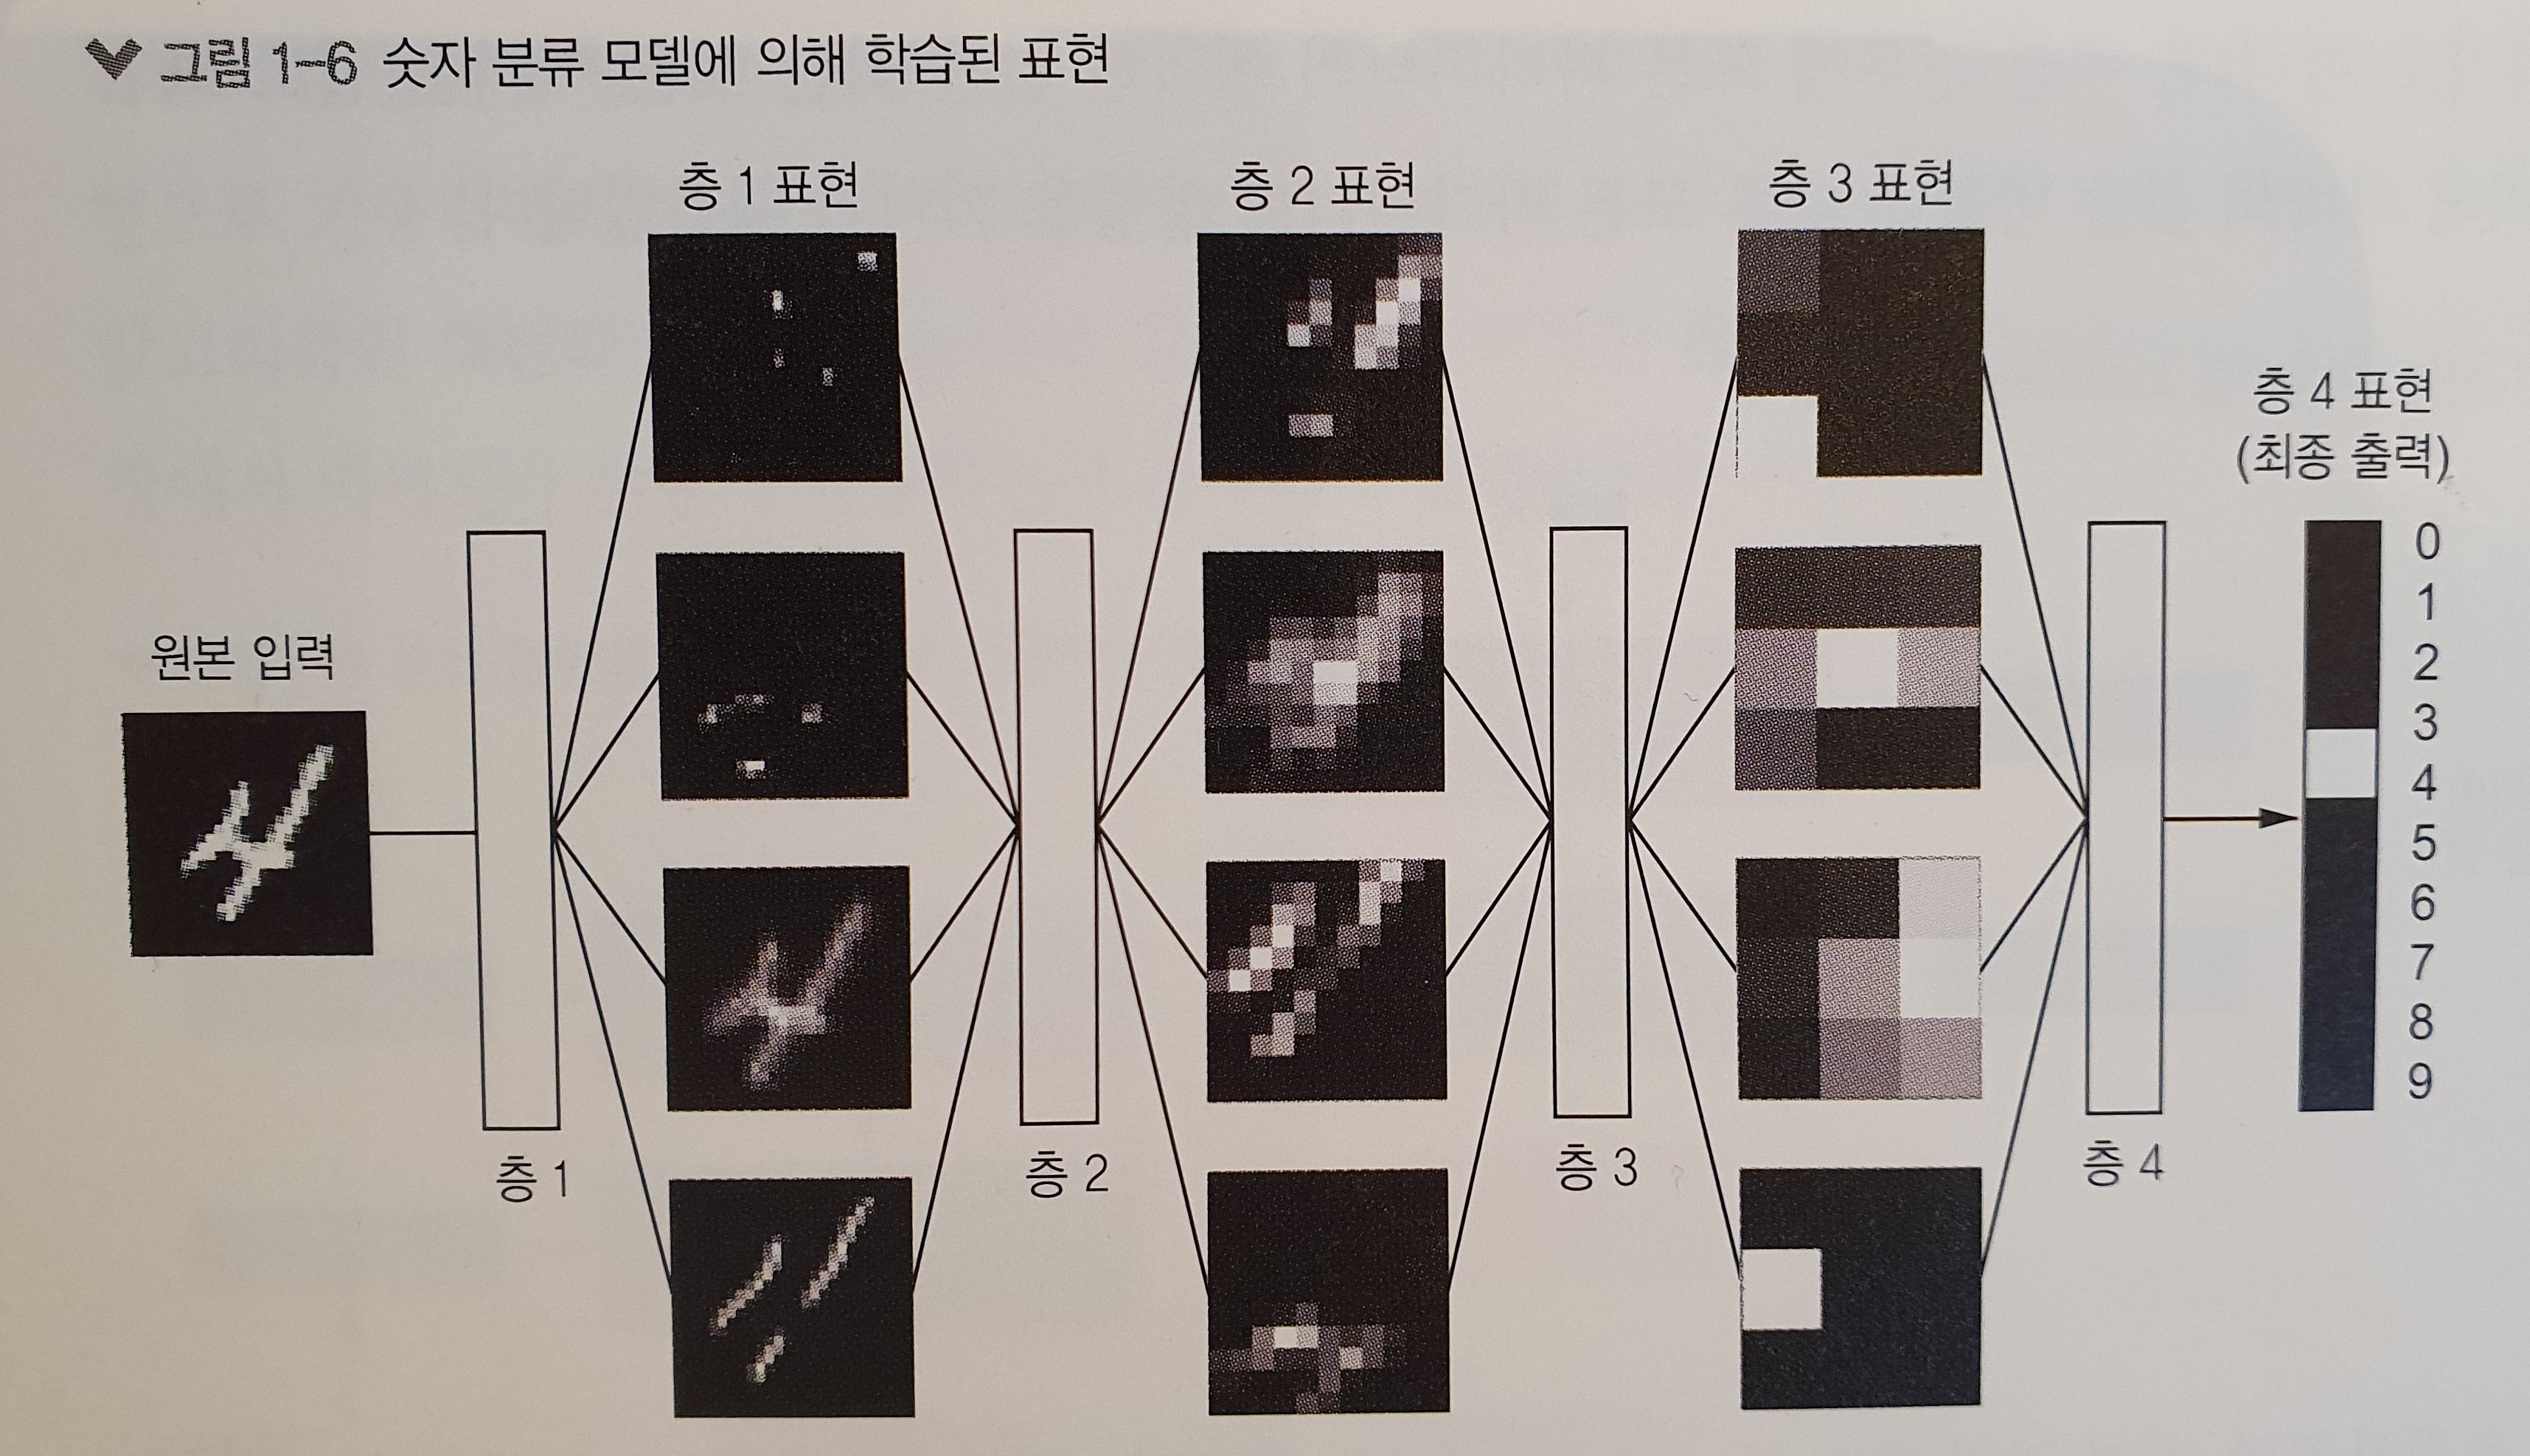 그림 1-6 숫자 분류 모델에 의해 학습된 표현
층 1 표현
층 2 표현
층 3 표현
층 4 표현
(최종 출력)
원본 입력
0
1
2
3
4
5
6
7
8
9
층 1
층 2
층 3
층 4